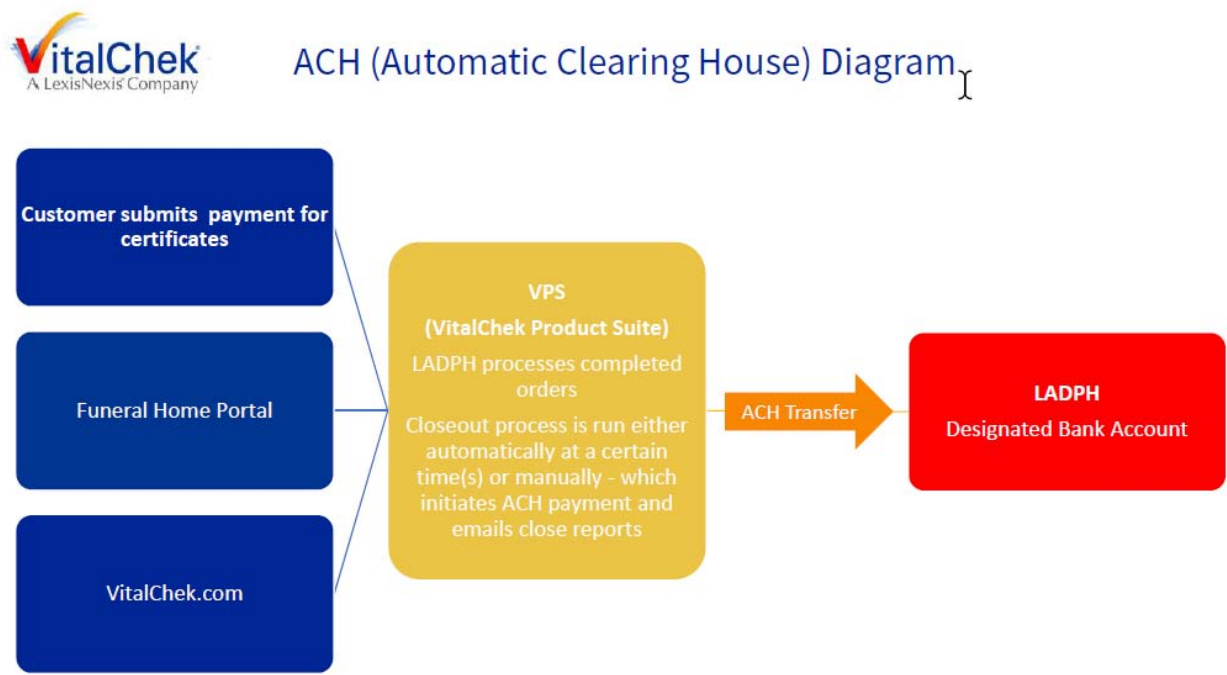 VitalChek
A LexisNexis® Company
ACH (Automatic Clearing House) Diagram
Customer submits payment for
certificates
Funeral Home Portal
VitalChek.com
VPS
(VitalChek Product Suite)
LADPH processes completed
orders
Closeout process is run either
automatically at a certain
time(s) or manually - which
initiates ACH payment and
emails close reports
ACH Transfer
LADPH
Designated Bank Account